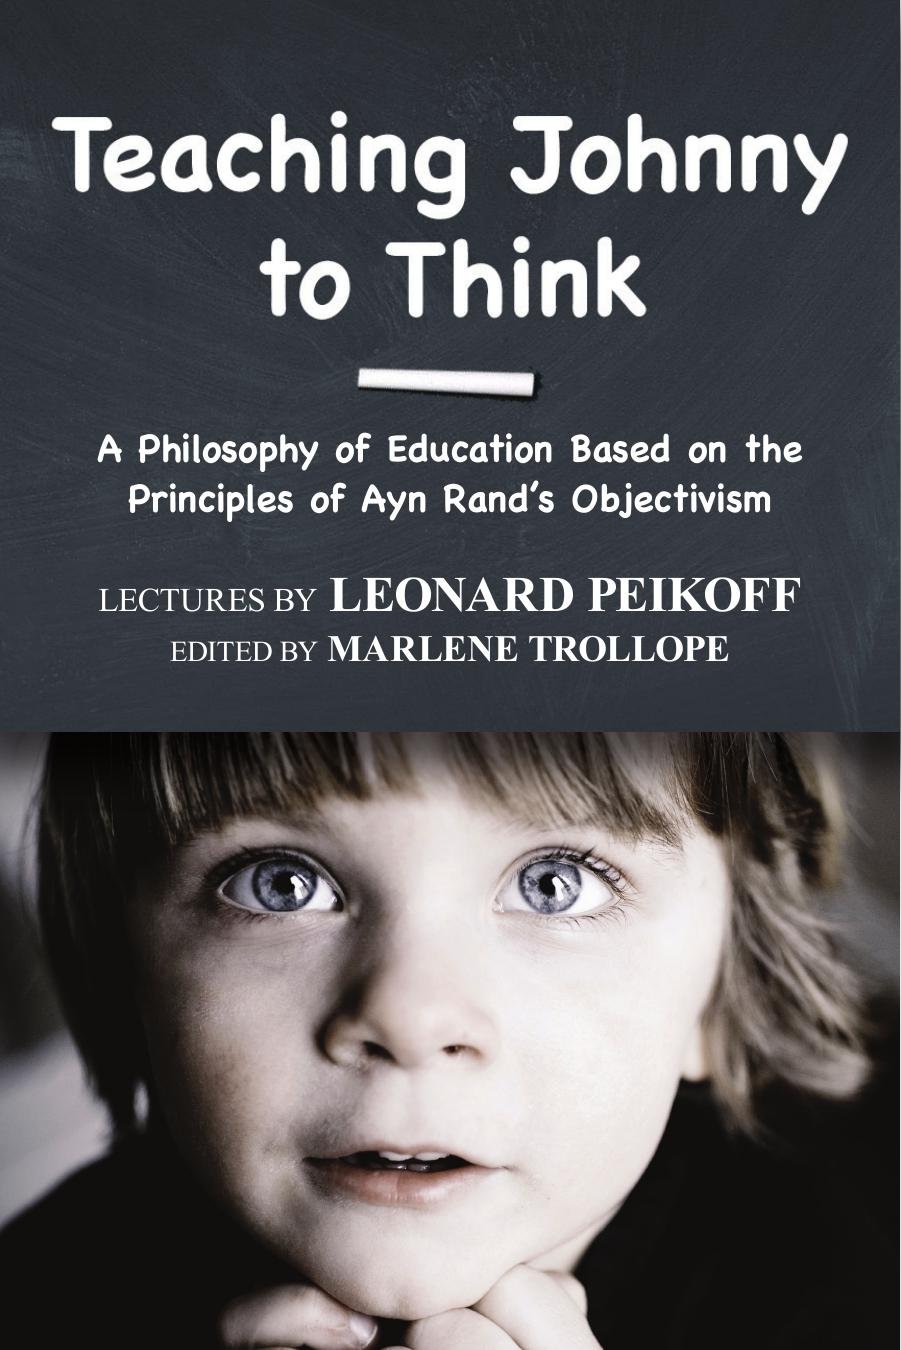 Teaching Johnny
to Think
A Philosophy of Education Based on the
Principles of Ayn Rand's Objectivism
LECTURES BY LEONARD PEIKOFF
EDITED BY MARLENE TROLLOPE